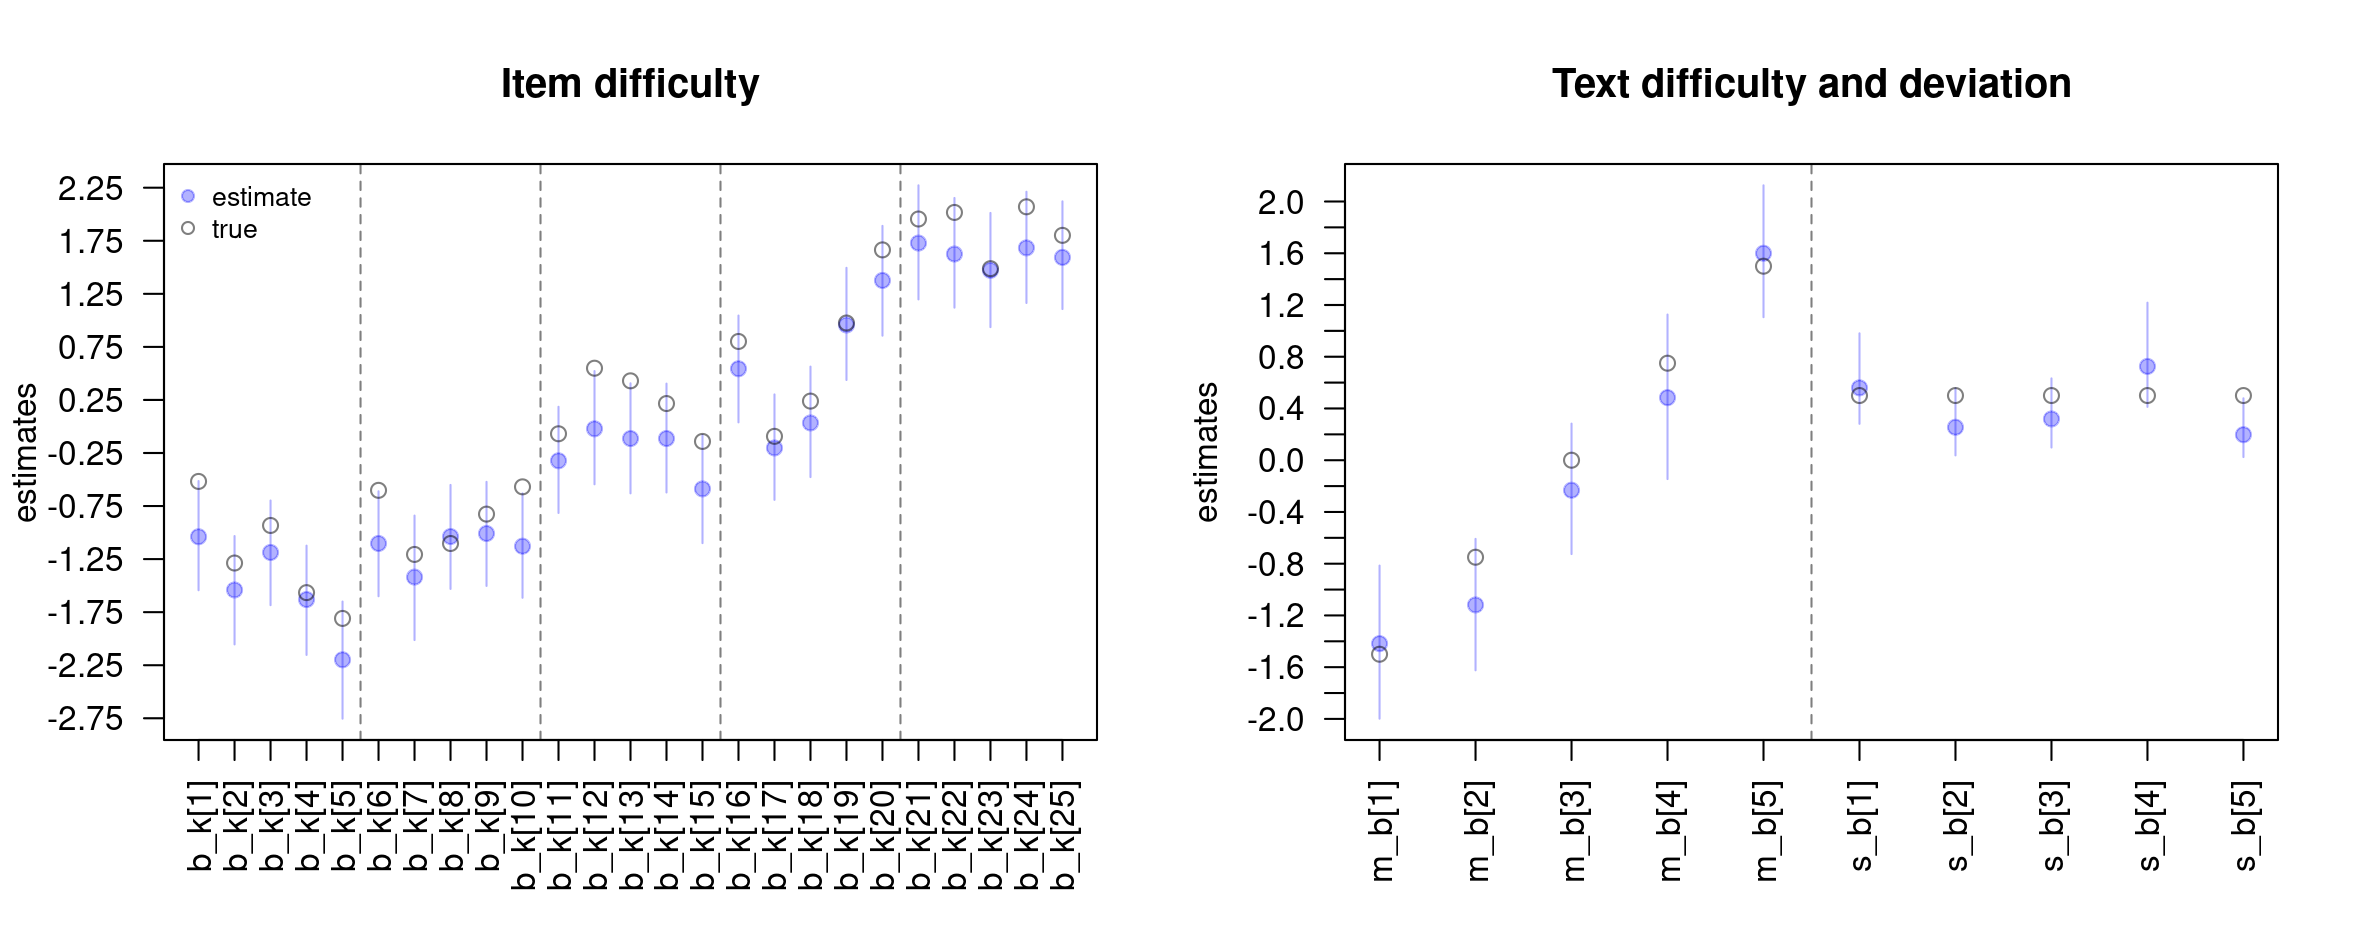 Item difficulty
estimates
2.25
1.75
1.25
0.75
0.25
-0.25
-0.75
-1.25
-1.75
-2.25
-2.75
estimate
true
b_k[1]
b_k[2]
b_k[3]
b_k[4]
b_k[5]
b_k[6]
b_k[7]
b_k[8]
b_k[9]
b_k[10]
b_k[11]
b_k[12]
b_k[13]
b_k[14]
b_k[15]
b_k[16]
b_k[17]
b_k[18]
b_k[19]
b_k[20]
b_k[21]
b_k[22]
b_k[23]
b_k[24]
b_k[25]
Text difficulty and deviation
estimates
2.0
1.6
1.2
0.8
0.4
0.0
-0.4
-0.8
-1.2
-1.6
-2.0
m_b[1]
m_b[2]
m_b[3]
m_b[4]
m_b[5]
s_b[1]
s_b[2]
s_b[3]
s_b[4]
s_b[5]